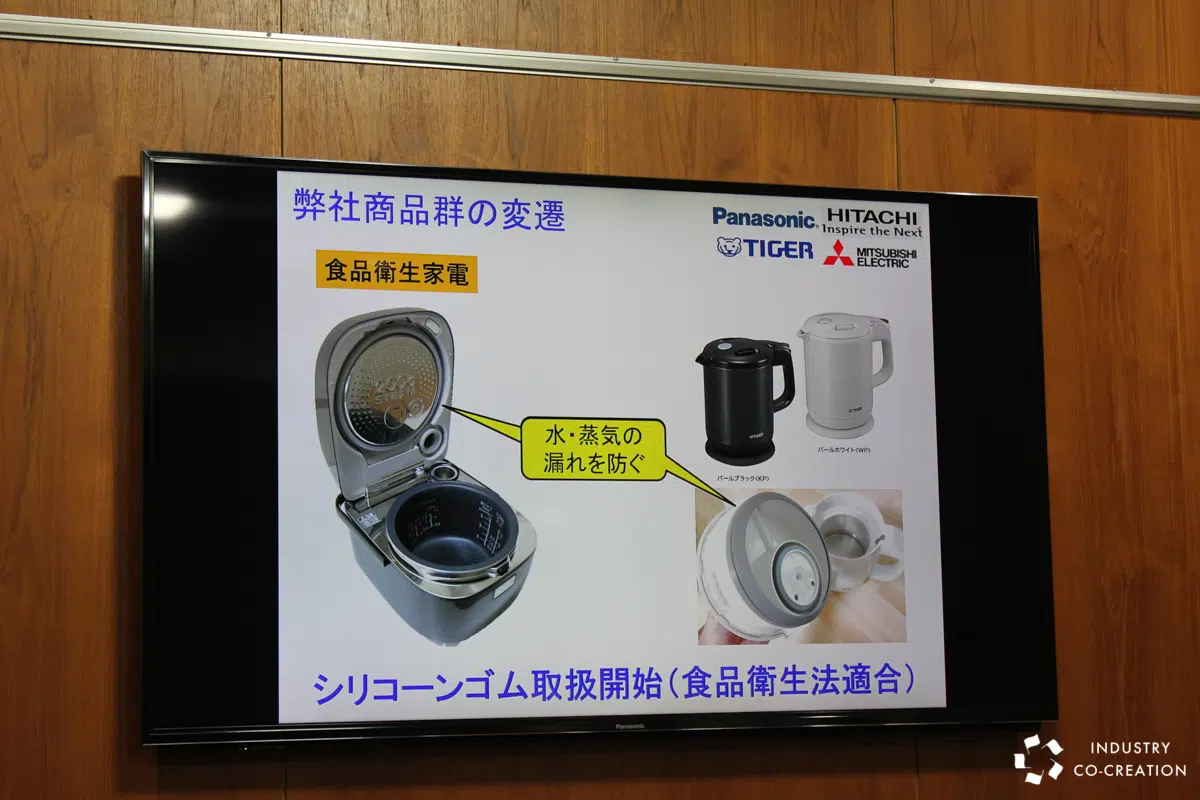 弊社商品群の変遷
Panasonic
HITACHI
Inspire the Next
TIGER
MITSUBISHI
ELECTRIC
食品衛生家電
水・蒸気の
漏れを防ぐ
TIGER
TIGER
パールホワイト〈WP〉
パールブラック〈KP〉
シリコーンゴム取扱開始(食品衛生法適合)
Panasonic
INDUSTRY
CO-CREATION